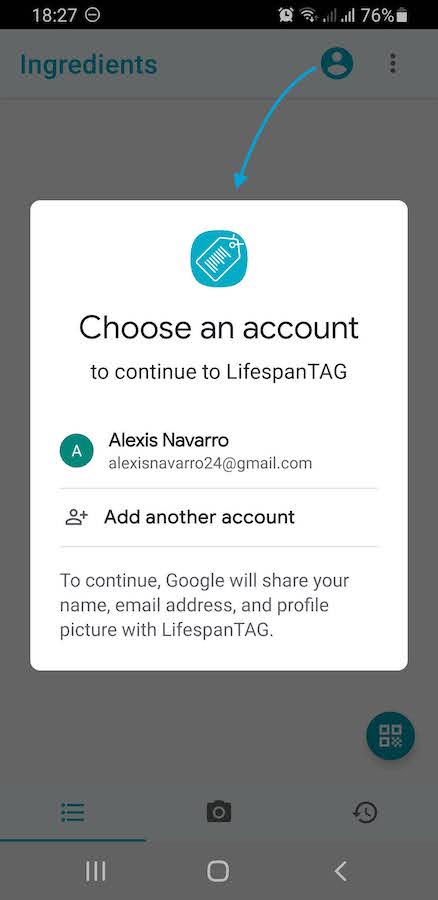 18:27 76%
Ingredients
Choose an account
to continue to LifespanTAG
A Alexis Navarro
alexisnavarro24@gmail.com
Add another account
To continue, Google will share your
name, email address, and profile
picture with LifespanTAG.